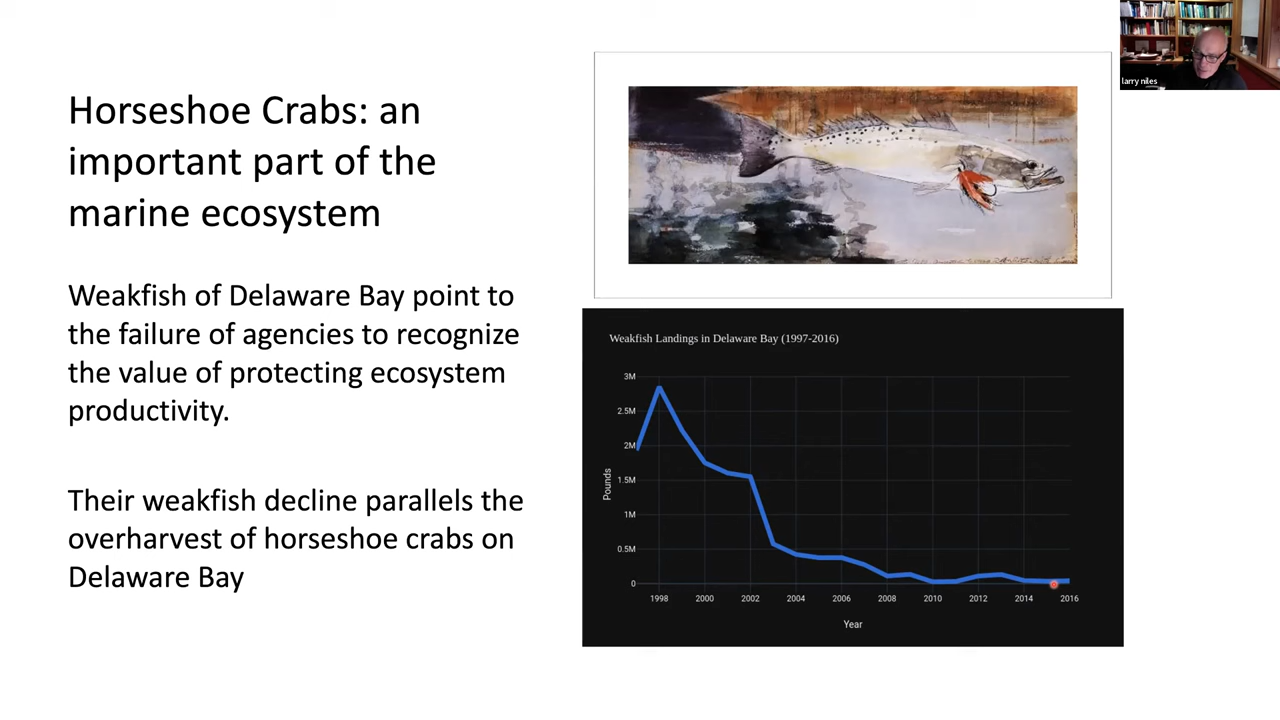 larry niles
Horseshoe Crabs: an
important part of the
marine ecosystem
Weakfish of Delaware Bay point to
the failure of agencies to recognize
the value of protecting ecosystem
productivity.
Their weakfish decline parallels the
overharvest of horseshoe crabs on
Delaware Bay
Weakfish Landings in Delaware Bay (1997-2016)
3M
2.5M
2M
1.5M
1M
0.5M
0
Pounds
1998 2000 2002 2004 2006 2008 2010 2012 2014 2016
Year